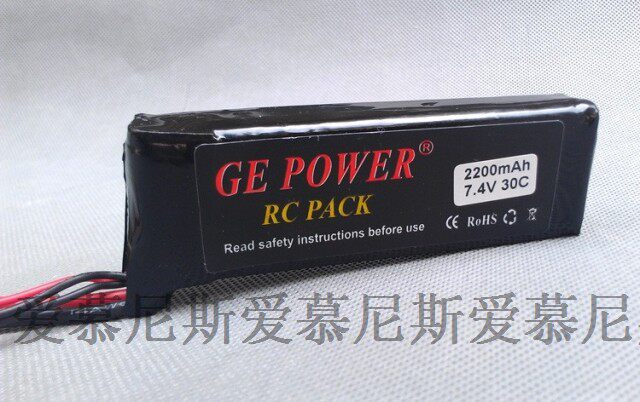 GE POWER®
RC PACK
Read safety instructions before use
2200mAh
7.4V 30C
CE RoHS
爱慕尼斯爱慕尼斯爱慕尼